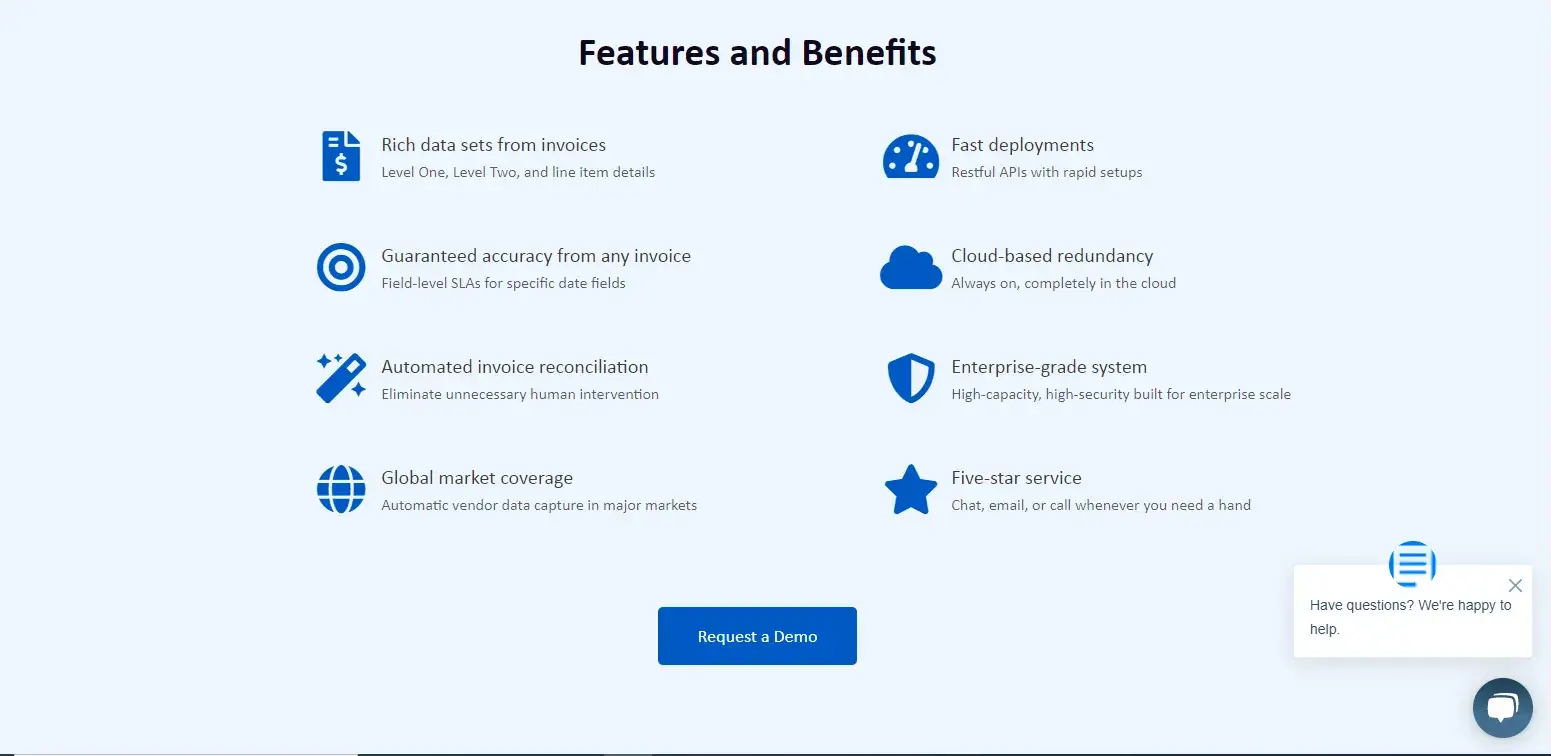 Features and Benefits
Rich data sets from invoices
Level One, Level Two, and line item details
Fast deployments
Restful APIs with rapid setups
Guaranteed accuracy from any invoice
Field-level SLAs for specific date fields
Cloud-based redundancy
Always on, completely in the cloud
Automated invoice reconciliation
Eliminate unnecessary human intervention
Enterprise-grade system
High-capacity, high-security built for enterprise scale
Global market coverage
Automatic vendor data capture in major markets
Five-star service
Chat, email, or call whenever you need a hand
Request a Demo
Have questions? We're happy to
help.